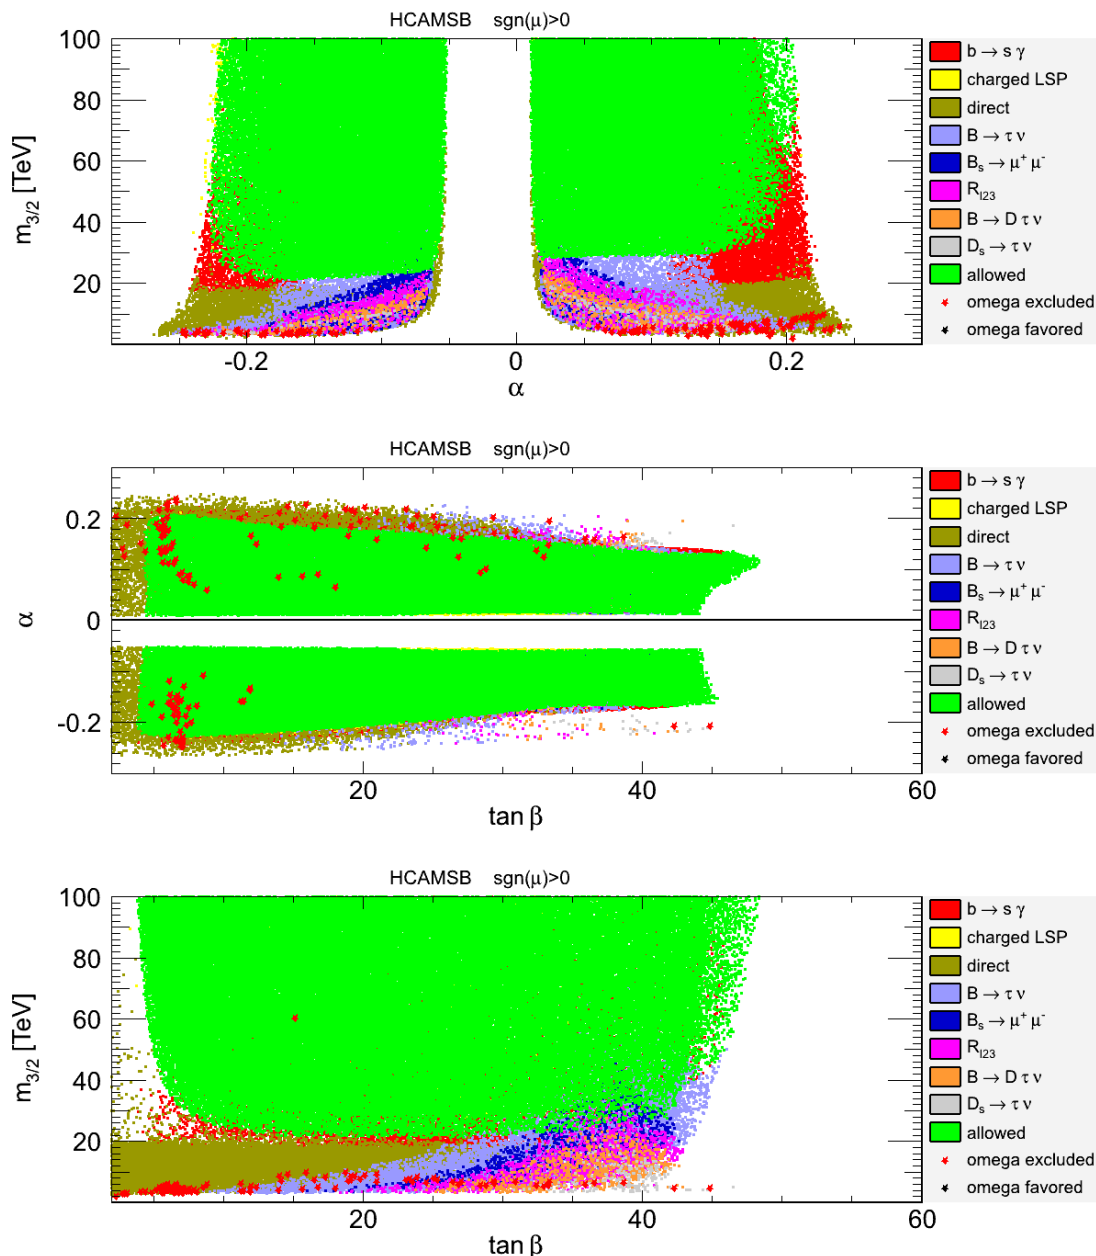 HCAMSB sgn(μ)>0
100
80
60
40
20
m3/2 [TeV]
-0.2
0
0.2
α
b → s γ
charged LSP
direct
B → τ ν
Bs → μ+ μ-
Rl23
B → D τ ν
Ds → τ ν
allowed
omega excluded
omega favored
HCAMSB sgn(μ)>0
0.2
0
-0.2
α
20
40
60
tan β
b → s γ
charged LSP
direct
B → τ ν
Bs → μ+ μ-
Rl23
B → D τ ν
Ds → τ ν
allowed
omega excluded
omega favored
HCAMSB sgn(μ)>0
100
80
60
40
20
m3/2 [TeV]
20
40
60
tan β
b → s γ
charged LSP
direct
B → τ ν
Bs → μ+ μ-
Rl23
B → D τ ν
Ds → τ ν
allowed
omega excluded
omega favored